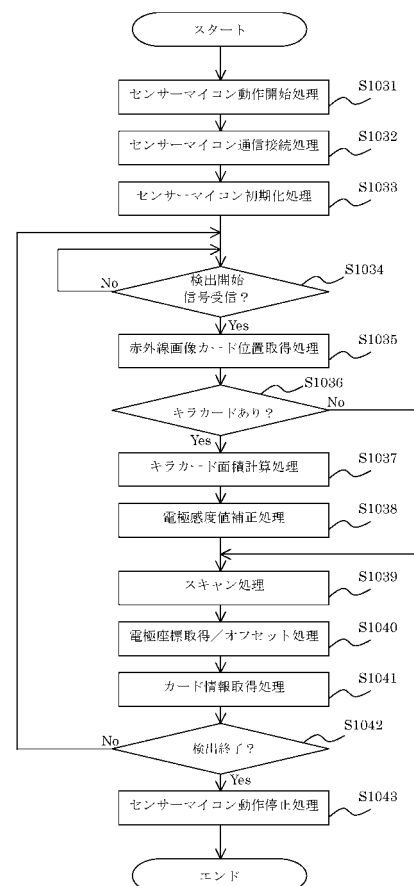 スタート
センサーマイコン動作開始処理
S1031
センサーマイコン通信接続処理
S1032
センサーマイコン初期化処理
S1033
検出開始
信号受信？
S1034
No
Yes
赤外線画像カード位置取得処理
S1035
キラカードあり？
S1036
No
Yes
キラカード面積計算処理
S1037
電極感度値補正処理
S1038
スキャン処理
S1039
電極座標取得／オフセット処理
S1040
カード情報取得処理
S1041
検出終了？
S1042
No
Yes
センサーマイコン動作停止処理
S1043
エンド